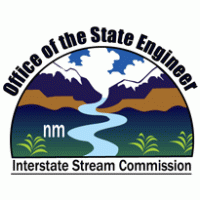 Office of the State Engineer
nm
Interstate Stream Commission